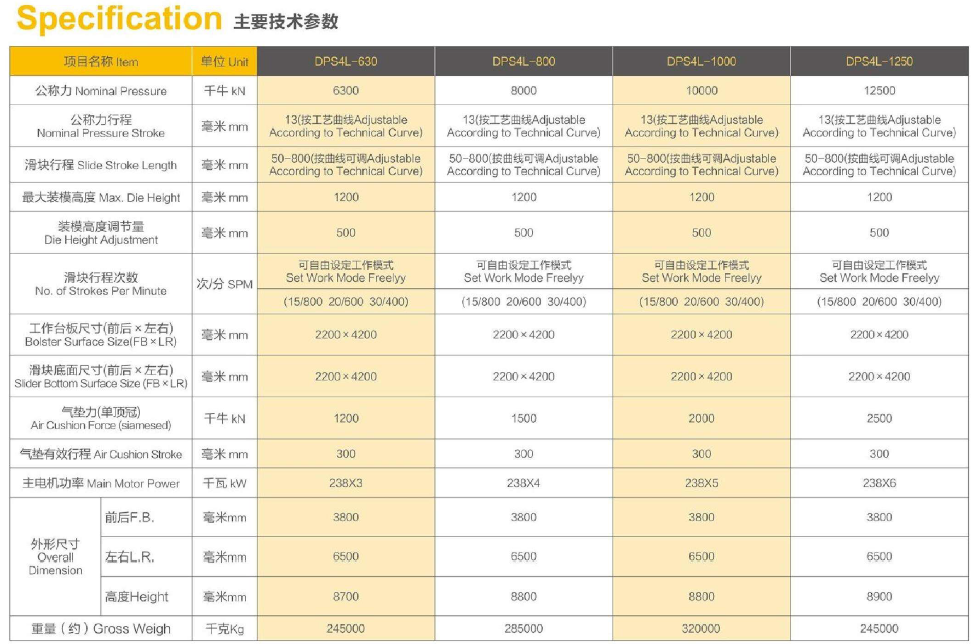 Specification 主要技术参数
项目名称 Item 单位 Unit DPS4L-630 DPS4L-800 DPS4L-1000 DPS4L-1250
公称力 Nominal Pressure 千牛 kN 6300 8000 10000 12500
公称力行程
Nominal Pressure Stroke
毫米 mm
13(按工艺曲线Adjustable
According to Technical Curve)
13(按工艺曲线Adjustable
According to Technical Curve)
13(按工艺曲线Adjustable
According to Technical Curve)
13(按工艺曲线Adjustable
According to Technical Curve)
滑块行程 Slide Stroke Length
毫米 mm
50-800(按曲线可调Adjustable
According to Technical Curve)
50-800(按曲线可调Adjustable
According to Technical Curve)
50-800(按曲线可调Adjustable
According to Technical Curve)
50-800(按曲线可调Adjustable
According to Technical Curve)
最大装模高度 Max. Die Height 毫米 mm 1200 1200 1200 1200
装模高度调节量
Die Height Adjustment
毫米 mm 500 500 500 500
滑块行程次数
No. of Strokes Per Minute
次/分 SPM
可自由设定工作模式
Set Work Mode Freelyy
可自由设定工作模式
Set Work Mode Freelyy
可自由设定工作模式
Set Work Mode Freelyy
可自由设定工作模式
Set Work Mode Freelyy
(15/800 20/600 30/400) (15/800 20/600 30/400) (15/800 20/600 30/400) (15/800 20/600 30/400)
工作台板尺寸(前后×左右)
Bolster Surface Size(FB×LR)
毫米 mm 2200×4200 2200×4200 2200×4200 2200×4200
滑块底面尺寸(前后×左右)
Slider Bottom Surface Size (FB×LR)
毫米 mm 2200×4200 2200×4200 2200×4200 2200×4200
气垫力(单顶冠)
Air Cushion Force (siamesed)
千牛 kN 1200 1500 2000 2500
气垫有效行程 Air Cushion Stroke 毫米 mm 300 300 300 300
主电机功率 Main Motor Power 千瓦 kW 238X3 238X4 238X5 238X6
外形尺寸
Overall
Dimension
前后F.B. 毫米mm 3800 3800 3800 3800
左右L.R. 毫米mm 6500 6500 6500 6500
高度Height 毫米mm 8700 8800 8800 8900
重量（约）Gross Weigh 千克Kg 245000 285000 320000 245000